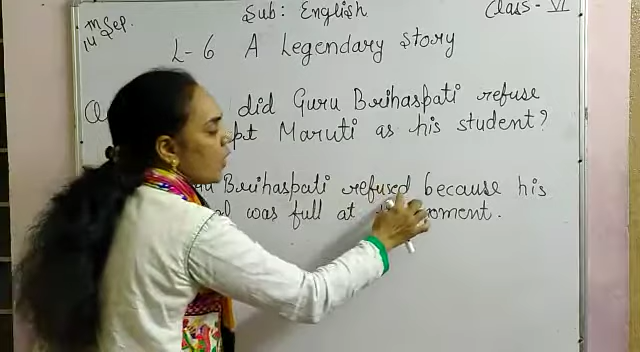 M
14 Sep.
Sub: English
Class - VI
L-6 A Legendary Story
Q did Guru Brihaspati refuse
pt Maruti as his student?
Brihaspati refused because his
was full at moment.